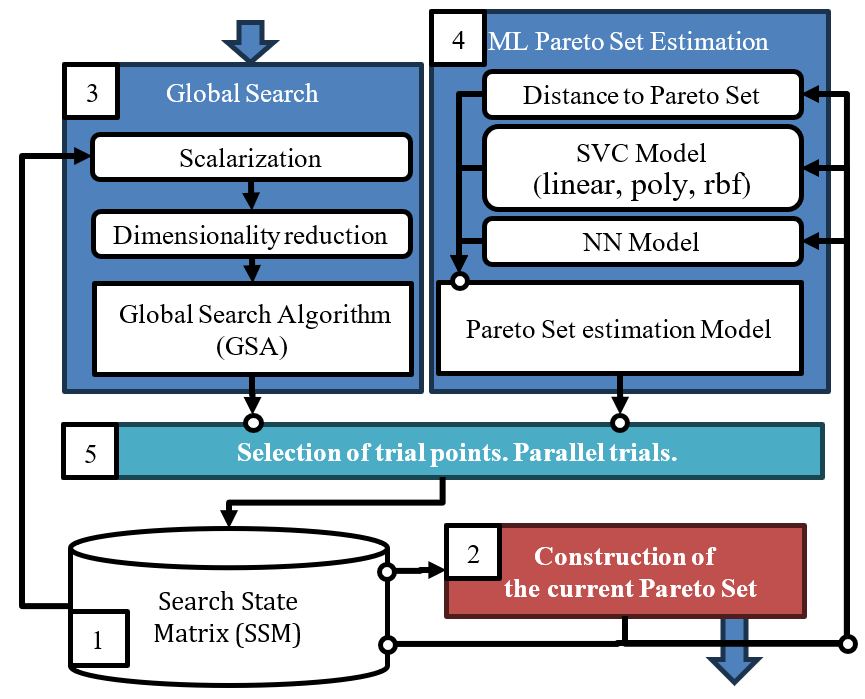 3
Global Search
Scalarization
Dimensionality reduction
Global Search Algorithm
(GSA)
4
ML Pareto Set Estimation
Distance to Pareto Set
SVC Model
(linear, poly, rbf)
NN Model
Pareto Set estimation Model
5
Selection of trial points. Parallel trials.
Search State
Matrix (SSM)
1
2
Construction of
the current Pareto Set